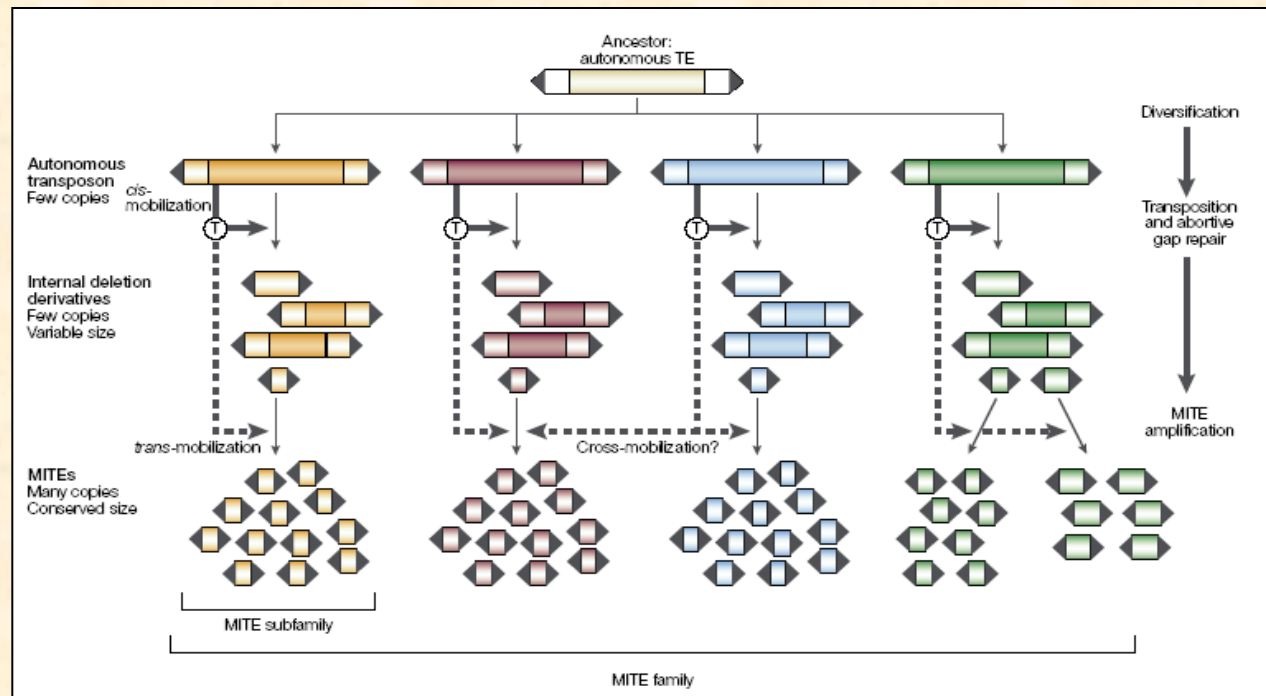 Ancestor:
autonomous TE
Diversification
Autonomous
transposon
Few copies
cis-
mobilization
T
T
T
T
Transposition
and abortive
gap repair
Internal deletion
derivatives
Few copies
Variable size
MITE
amplification
trans-mobilization
Cross-mobilization?
MITEs
Many copies
Conserved size
MITE subfamily
MITE family